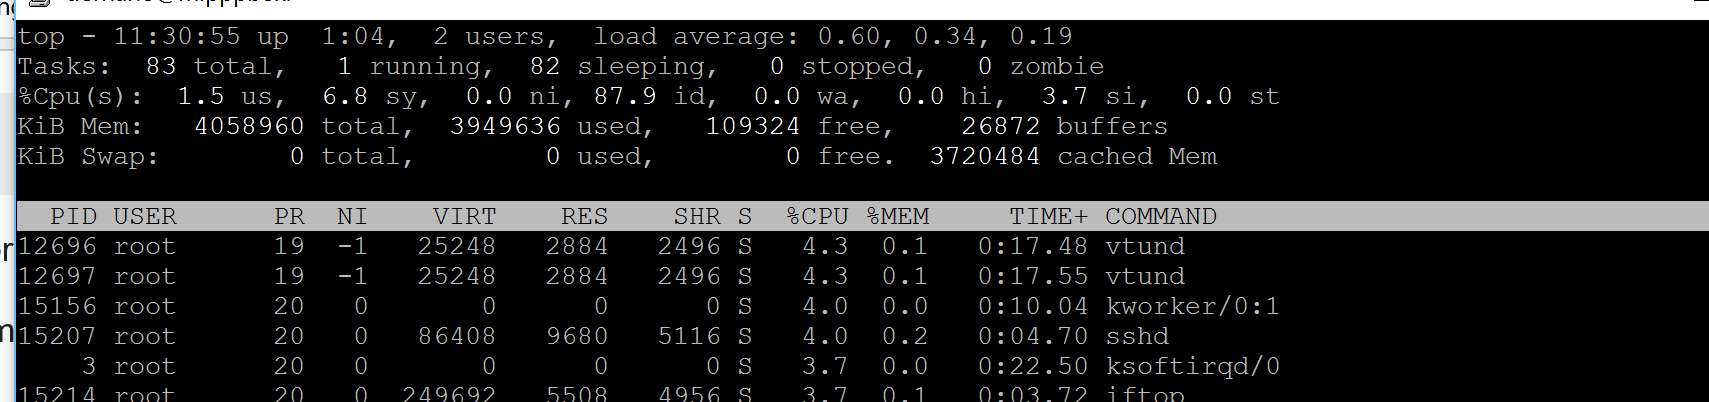 top - 11:30:55 up  1:04,  2 users,  load average: 0.60, 0.34, 0.19
Tasks:  83 total,   1 running,  82 sleeping,   0 stopped,   0 zombie
%Cpu(s):  1.5 us,  6.8 sy,  0.0 ni, 87.9 id,  0.0 wa,  0.0 hi,  3.7 si,  0.0 st
KiB Mem:   4058960 total,  3949636 used,   109324 free,    26872 buffers
KiB Swap:        0 total,        0 used,        0 free.  3720484 cached Mem
  PID USER      PR  NI    VIRT    RES    SHR S  %CPU %MEM     TIME+ COMMAND
12696 root      19  -1   25248   2884   2496 S   4.3  0.1   0:17.48 vtund
12697 root      19  -1   25248   2884   2496 S   4.3  0.1   0:17.55 vtund
15156 root      20   0       0      0      0 S   4.0  0.0   0:10.04 kworker/0:1
15207 root      20   0   86408   9680   5116 S   4.0  0.2   0:04.70 sshd
    3 root      20   0       0      0      0 S   3.7  0.0   0:22.50 ksoftirqd/0
15214 root      20   0  249692   5508   4956 S   3.7  0.1   0:03.72 iftop